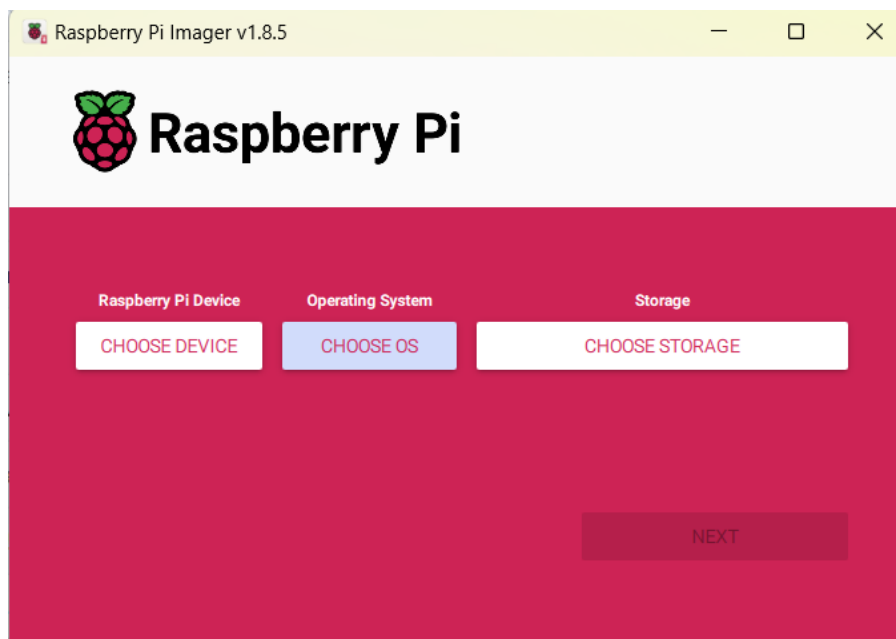 Raspberry Pi Imager v1.8.5
Raspberry Pi
Raspberry Pi Device
Operating System
Storage
CHOOSE DEVICE
CHOOSE OS
CHOOSE STORAGE
NEXT